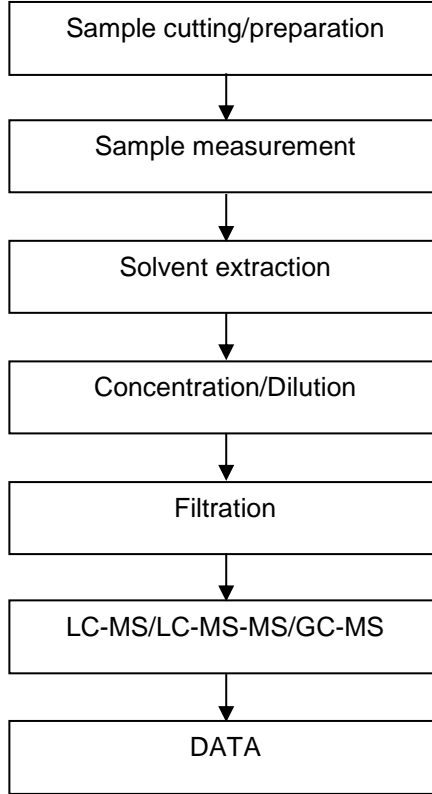 Sample cutting/preparation
Sample measurement
Solvent extraction
Concentration/Dilution
Filtration
LC-MS/LC-MS-MS/GC-MS
DATA